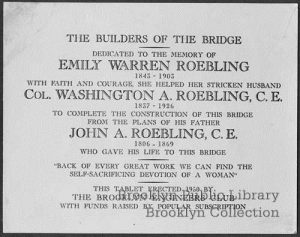 THE BUILDERS OF THE BRIDGE
DEDICATED TO THE MEMORY OF
EMILY WARREN ROEBLING
1843 - 1903
WITH FAITH AND COURAGE, SHE HELPED HER STRICKEN HUSBAND
COL. WASHINGTON A. ROEBLING, C.E.
1837 - 1926
TO COMPLETE THE CONSTRUCTION OF THIS BRIDGE
FROM THE PLANS OF HIS FATHER
JOHN A. ROEBLING, C.E.
1806 - 1869
WHO GAVE HIS LIFE TO THIS BRIDGE
"BACK OF EVERY GREAT WORK WE CAN FIND THE
SELF-SACRIFICING DEVOTION OF A WOMAN"
THIS TABLET ERECTED 1950 BY:
THE BROOKLYN ENGINEERS CLUB
WITH FUNDS RAISED BY POPULAR SUBSCRIPTION
Brooklyn Public Library
Brooklyn Collection